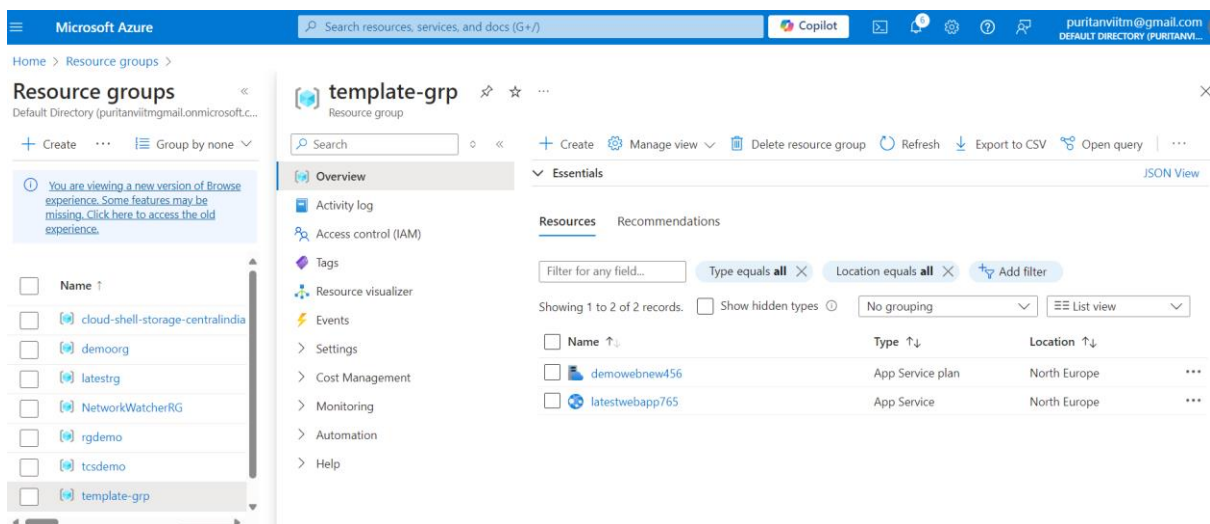 Microsoft Azure
Search resources, services, and docs (G+/)
Copilot
6
puritanviitm@gmail.com
DEFAULT DIRECTORY (PURITANVI...
Home > Resource groups >
Resource groups
Default Directory (puritanviitmgmail.onmicrosoft.c...
+ Create ... Group by none
You are viewing a new version of Browse
experience. Some features may be
missing. Click here to access the old
experience.
Name ↑
cloud-shell-storage-centralindia
demoorg
latestrg
NetworkWatcherRG
rgdemo
tcsdemo
template-grp
template-grp
Resource group
Search
Overview
Activity log
Access control (IAM)
Tags
Resource visualizer
Events
Settings
Cost Management
Monitoring
Automation
Help
+ Create Manage view Delete resource group Refresh Export to CSV Open query ...
Essentials JSON View
Resources Recommendations
Filter for any field... Type equals all Location equals all Add filter
Showing 1 to 2 of 2 records. Show hidden types No grouping List view
Name ↑↓ Type ↑↓ Location ↑↓
demowebnew456 App Service plan North Europe ...
latestwebapp765 App Service North Europe ...